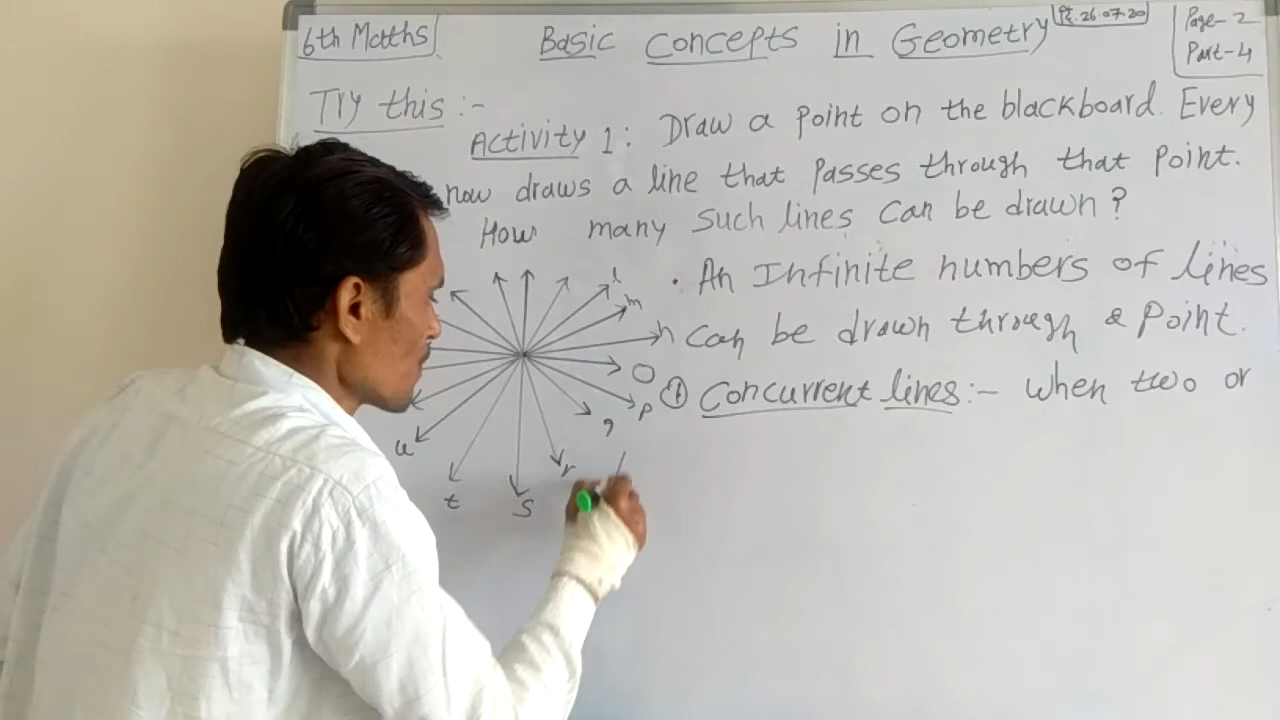 6th Maths
Basic Concepts in Geometry
Dt. 26.07.20
Page-2
Part-4
Try this :-
Activity 1: Draw a point on the blackboard. Every
now draws a line that passes through that point.
How many such lines can be drawn?
. An Infinite numbers of lines
can be drawn through a point.
① Concurrent lines:- When two or
l
m
n
O
p
q
r
S
t
u